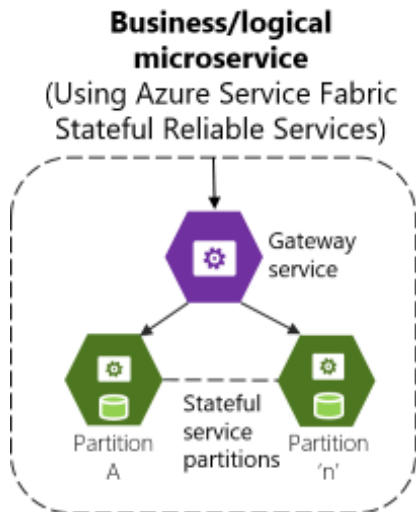 Business/logical
microservice
(Using Azure Service Fabric
Stateful Reliable Services)
Gateway
service
Stateful
service
partitions
Partition
A
Partition
'n'